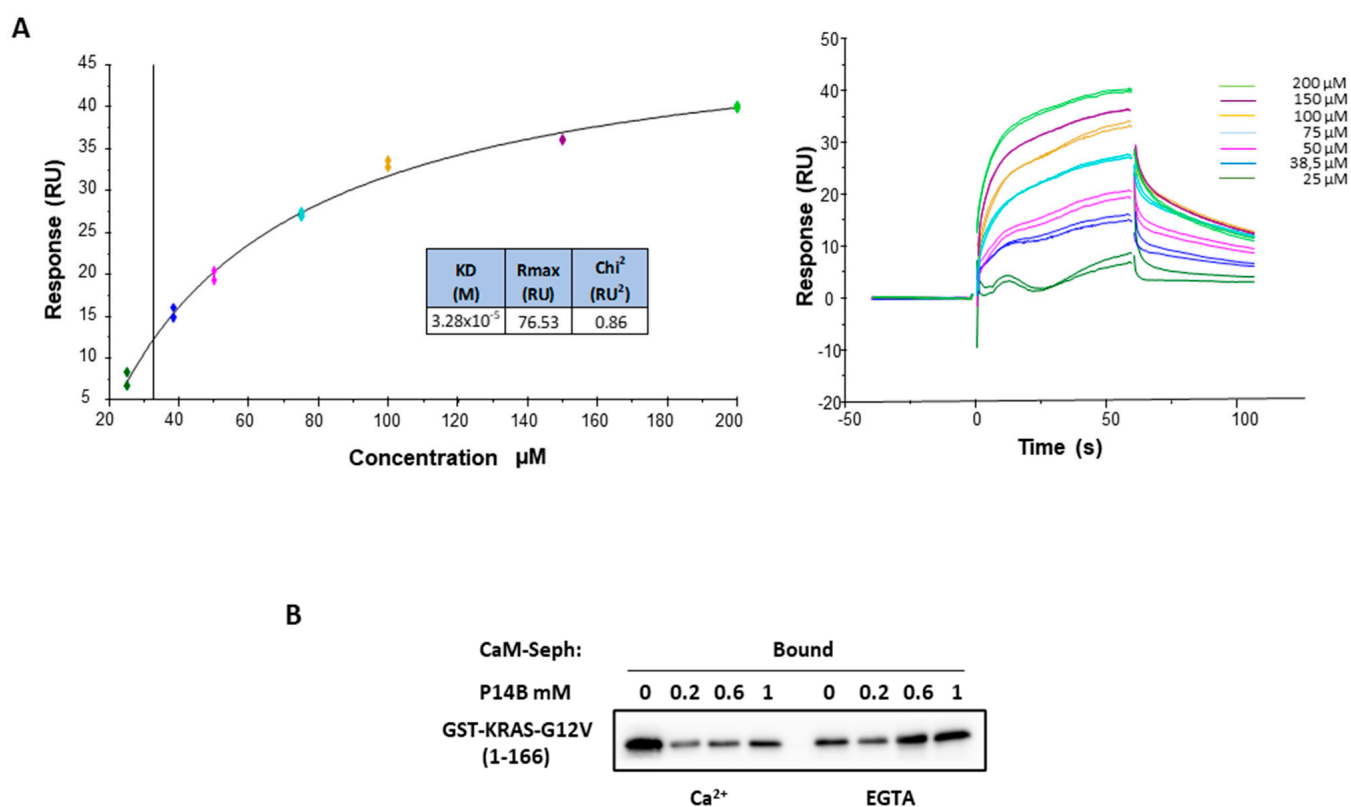 A
Response (RU)
45
40
35
30
25
20
15
10
5
20 40 60 80 100 120 140 160 180 200
Concentration µM
KD (M) Rmax (RU) Chi² (RU²)
3.28x10⁻⁵ 76.53 0.86
Response (RU)
50
40
30
20
10
0
-10
-20
-50 0 50 100
Time (s)
200 µM
150 µM
100 µM
75 µM
50 µM
38,5 µM
25 µM
B
CaM-Seph: Bound
P14B mM 0 0.2 0.6 1 0 0.2 0.6 1
GST-KRAS-G12V
(1-166)
Ca²⁺ EGTA